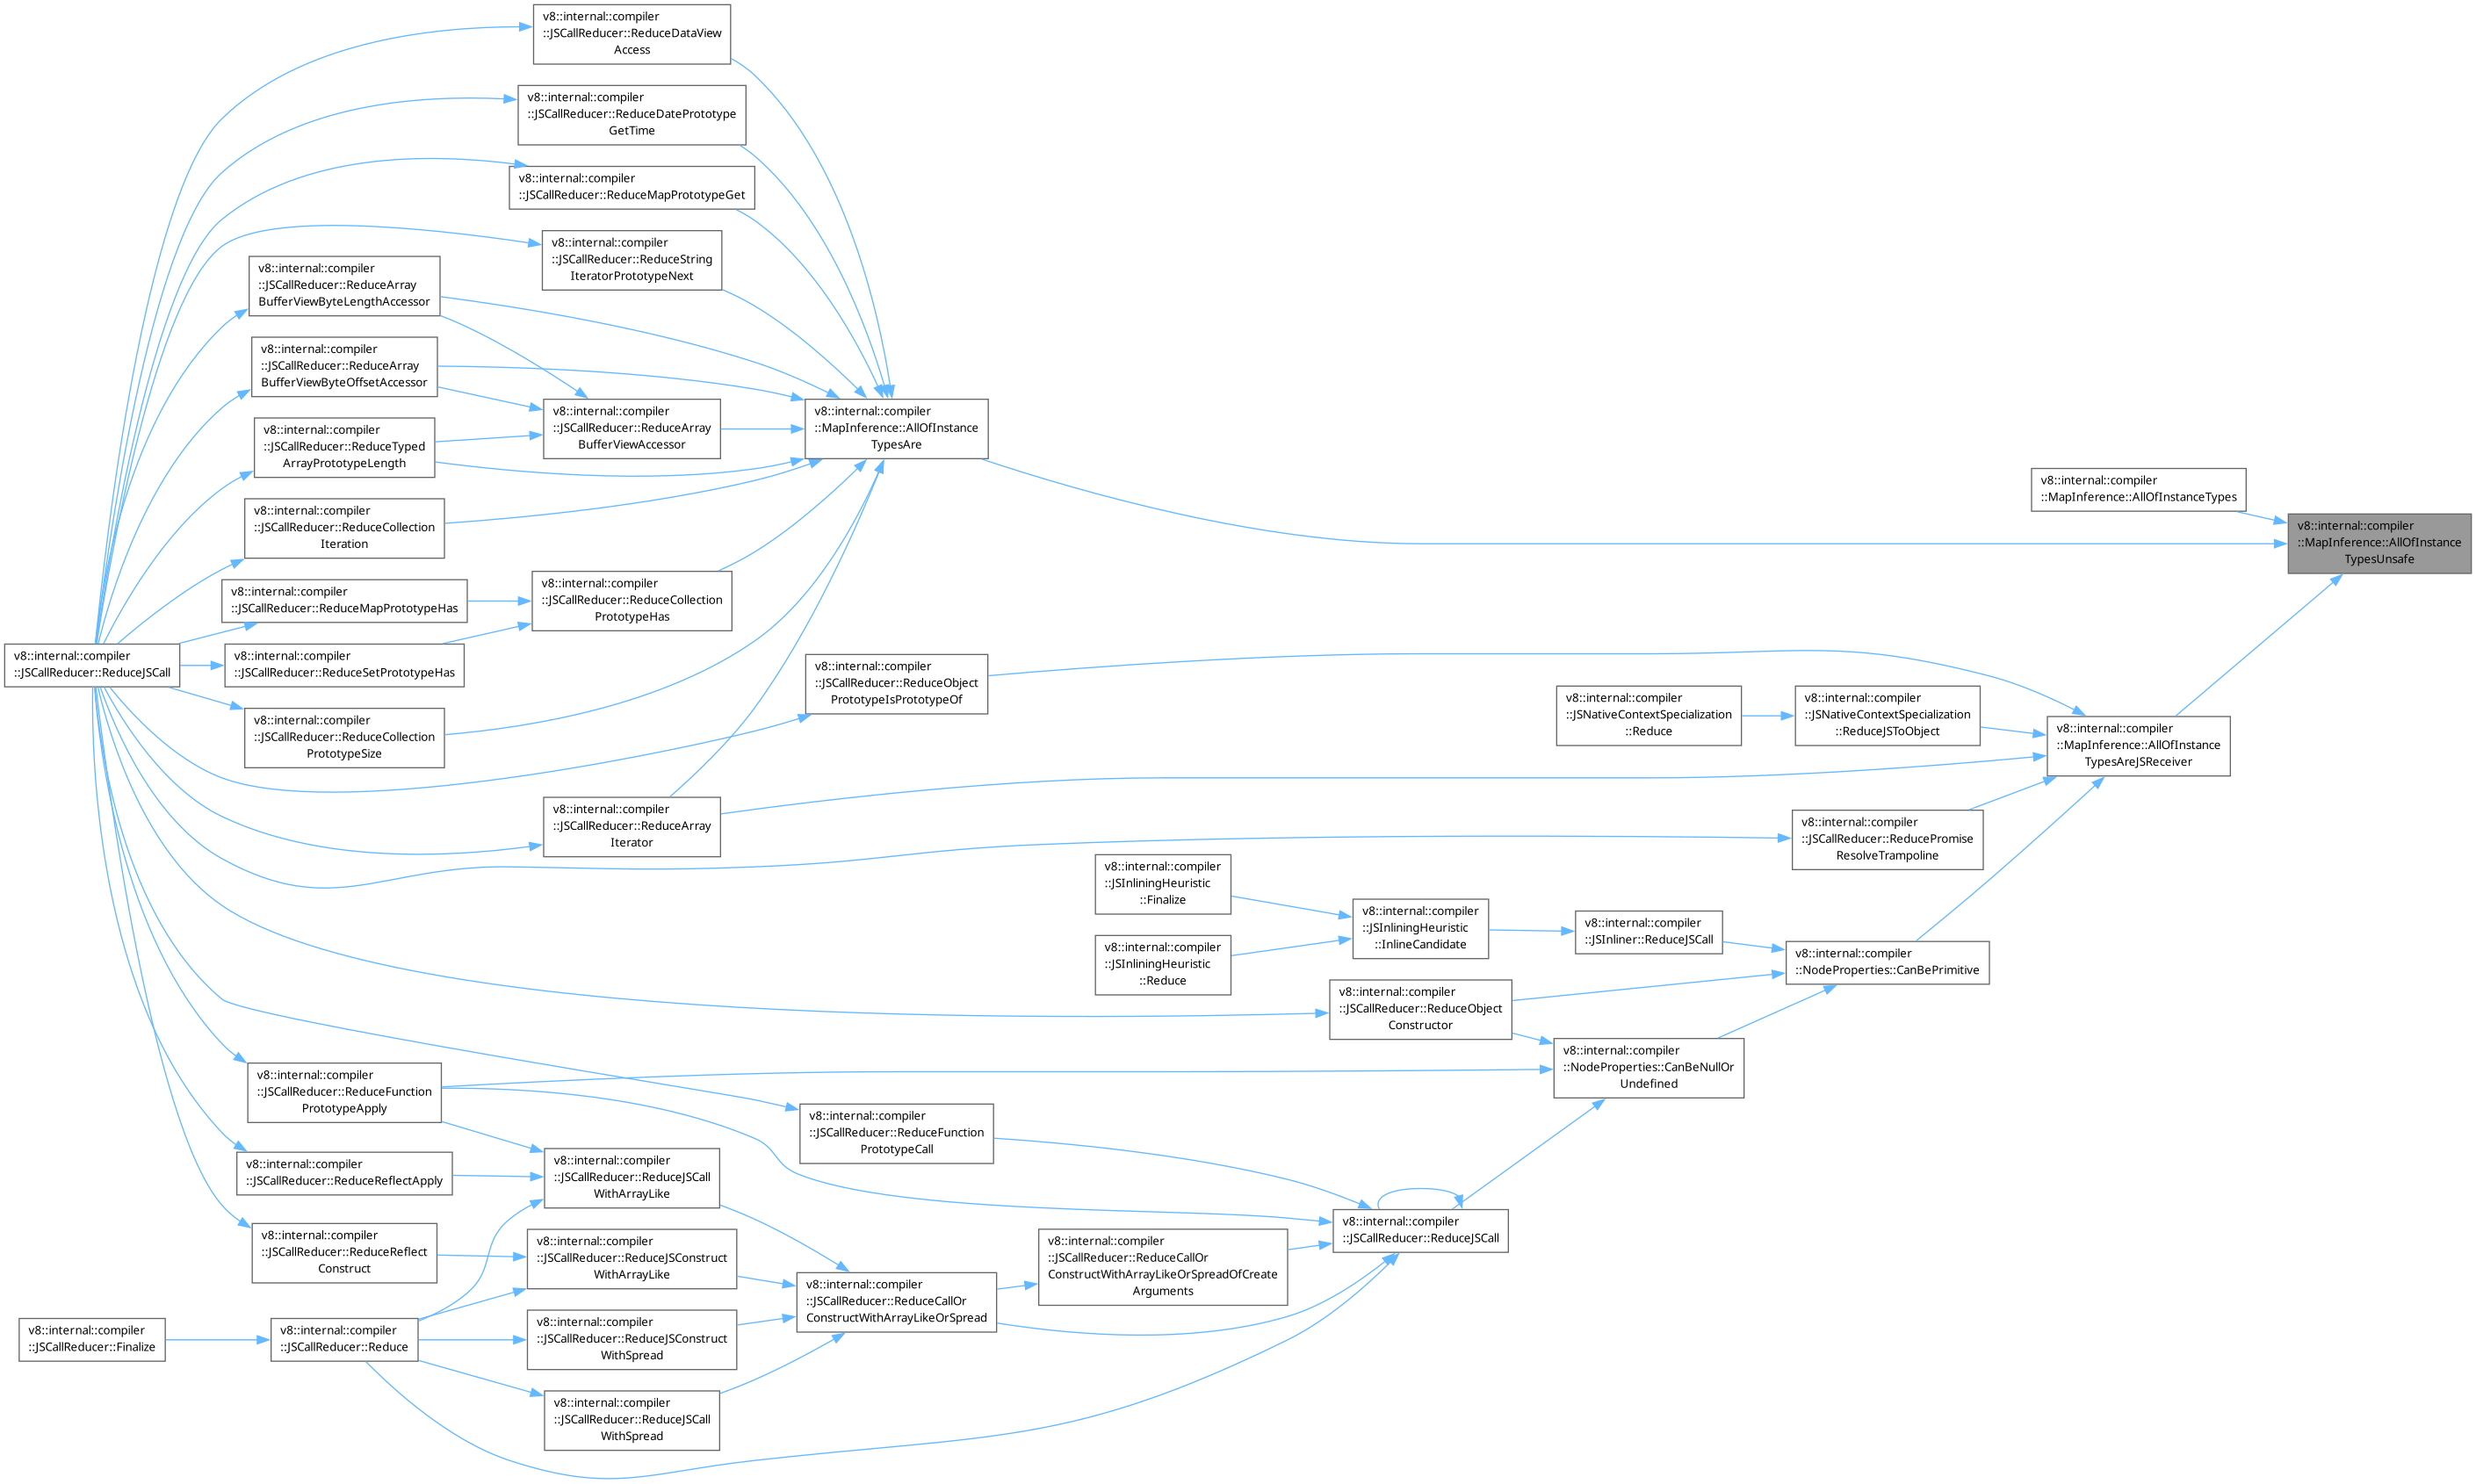 v8::internal::compiler
::JSCallReducer::ReduceDataView
Access
v8::internal::compiler
::JSCallReducer::ReduceDatePrototype
GetTime
v8::internal::compiler
::JSCallReducer::ReduceMapPrototypeGet
v8::internal::compiler
::JSCallReducer::ReduceString
IteratorPrototypeNext
v8::internal::compiler
::JSCallReducer::ReduceArray
BufferViewByteLengthAccessor
v8::internal::compiler
::JSCallReducer::ReduceArray
BufferViewByteOffsetAccessor
v8::internal::compiler
::JSCallReducer::ReduceArray
BufferViewAccessor
v8::internal::compiler
::MapInference::AllOfInstance
TypesAre
v8::internal::compiler
::JSCallReducer::ReduceTyped
ArrayPrototypeLength
v8::internal::compiler
::MapInference::AllOfInstanceTypes
v8::internal::compiler
::MapInference::AllOfInstance
TypesUnsafe
v8::internal::compiler
::JSCallReducer::ReduceCollection
Iteration
v8::internal::compiler
::JSCallReducer::ReduceMapPrototypeHas
v8::internal::compiler
::JSCallReducer::ReduceCollection
PrototypeHas
v8::internal::compiler
::JSCallReducer::ReduceJSCall
v8::internal::compiler
::JSCallReducer::ReduceSetPrototypeHas
v8::internal::compiler
::JSCallReducer::ReduceObject
PrototypeIsPrototypeOf
v8::internal::compiler
::JSCallReducer::ReduceCollection
PrototypeSize
v8::internal::compiler
::JSNativeContextSpecialization
::Reduce
v8::internal::compiler
::JSNativeContextSpecialization
::ReduceJSToObject
v8::internal::compiler
::MapInference::AllOfInstance
TypesAreJSReceiver
v8::internal::compiler
::JSCallReducer::ReduceArray
Iterator
v8::internal::compiler
::JSCallReducer::ReducePromise
ResolveTrampoline
v8::internal::compiler
::JSInliningHeuristic
::Finalize
v8::internal::compiler
::JSInliningHeuristic
::InlineCandidate
v8::internal::compiler
::JSInliner::ReduceJSCall
v8::internal::compiler
::JSInliningHeuristic
::Reduce
v8::internal::compiler
::NodeProperties::CanBePrimitive
v8::internal::compiler
::JSCallReducer::ReduceObject
Constructor
v8::internal::compiler
::NodeProperties::CanBeNullOr
Undefined
v8::internal::compiler
::JSCallReducer::ReduceFunction
PrototypeApply
v8::internal::compiler
::JSCallReducer::ReduceFunction
PrototypeCall
v8::internal::compiler
::JSCallReducer::ReduceReflectApply
v8::internal::compiler
::JSCallReducer::ReduceJSCall
WithArrayLike
v8::internal::compiler
::JSCallReducer::ReduceJSCall
v8::internal::compiler
::JSCallReducer::ReduceReflect
Construct
v8::internal::compiler
::JSCallReducer::ReduceJSConstruct
WithArrayLike
v8::internal::compiler
::JSCallReducer::ReduceCallOr
ConstructWithArrayLikeOrSpreadOfCreate
Arguments
v8::internal::compiler
::JSCallReducer::ReduceCallOr
ConstructWithArrayLikeOrSpread
v8::internal::compiler
::JSCallReducer::Finalize
v8::internal::compiler
::JSCallReducer::Reduce
v8::internal::compiler
::JSCallReducer::ReduceJSConstruct
WithSpread
v8::internal::compiler
::JSCallReducer::ReduceJSCall
WithSpread